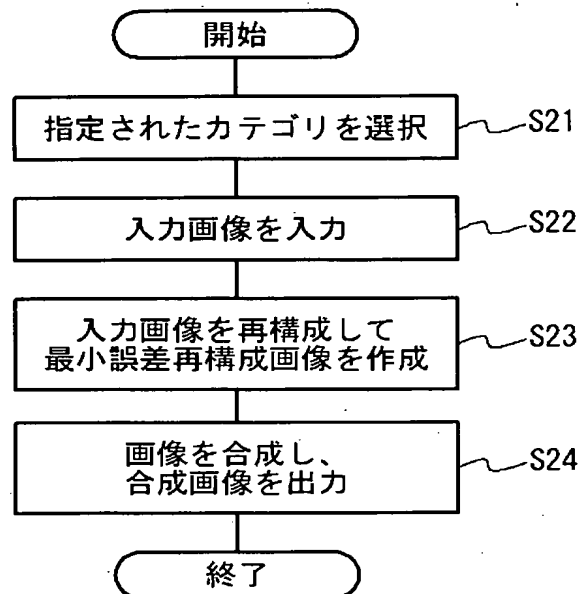 開始
指定されたカテゴリを選択
S21
入力画像を入力
S22
入力画像を再構成して
最小誤差再構成画像を作成
S23
画像を合成し、
合成画像を出力
S24
終了